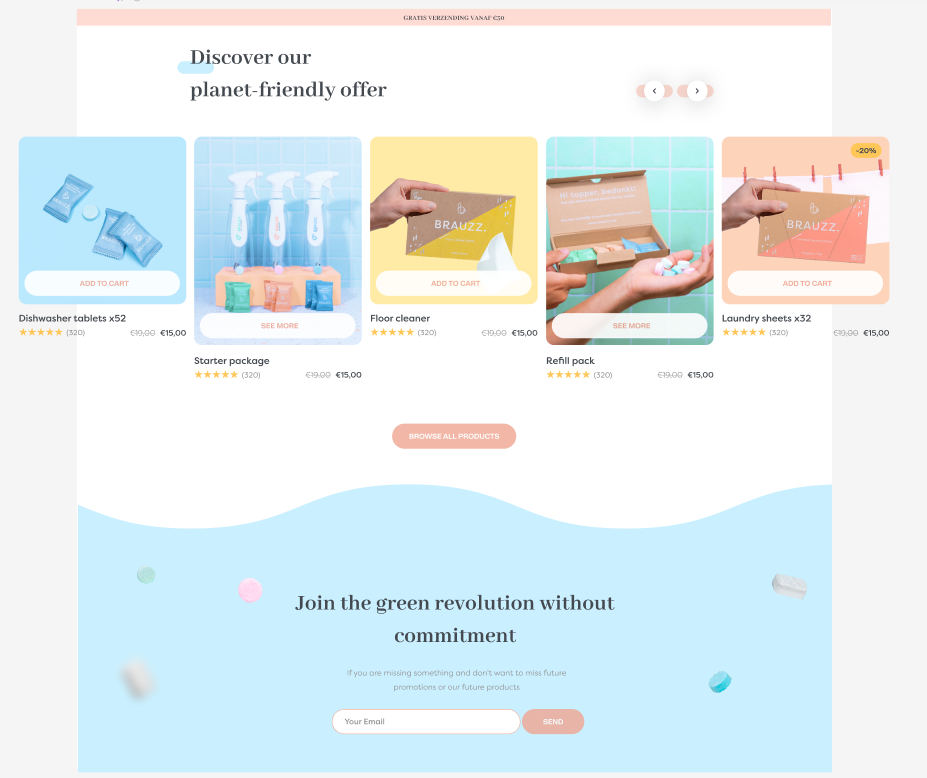 GRATIS VERZENDING VANAF €50
Discover our
planet-friendly offer
-20%
Hi topper, bedankt!
BRAUZZ.
BRAUZZ.
ADD TO CART
SEE MORE
ADD TO CART
SEE MORE
ADD TO CART
Dishwasher tablets x52
(320) €19,00 €15,00
Starter package
(320) €19,00 €15,00
Floor cleaner
(320) €19,00 €15,00
Refill pack
(320) €19,00 €15,00
Laundry sheets x32
(320) €19,00 €15,00
BROWSE ALL PRODUCTS
Join the green revolution without
commitment
If you are missing something and don't want to miss future
promotions or our future products
Your Email
SEND